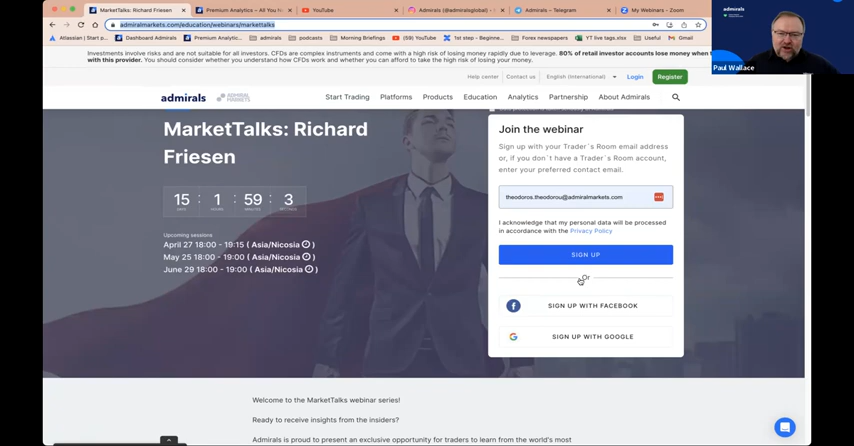 MarketTalks: Richard Friesen
Premium Analytics – All You N
YouTube
Admirals (@admiralsglobal) •
Admirals – Telegram
My Webinars - Zoom
admiralmarkets.com/education/webinars/markettalks
Atlassian | Start p...
Dashboard Admirals
Premium Analytic...
admirals
podcasts
Morning Briefings
(59) YouTube
1st step - Beginne...
Forex newspapers
YT live tags.xlsx
Useful
Gmail
Other
Investments involve risks and are not suitable for all investors. CFDs are complex instruments and come with a high risk of losing money rapidly due to leverage. 80% of retail investor accounts lose money when t
with this provider. You should consider whether you understand how CFDs work and whether you can afford to take the high risk of losing your money.
admirals
Paul Wallace
Help center
Contact us
English (International)
Login
Register
admirals
ADMIRAL
MARKETS
Start Trading
Platforms
Products
Education
Analytics
Partnership
About Admirals
MarketTalks: Richard
Friesen
15 : 1 : 59 : 3
DAYS
HOURS
MINUTES
SECONDS
Upcoming sessions
April 27 18:00 - 19:15 ( Asia/Nicosia )
May 25 18:00 - 19:00 ( Asia/Nicosia )
June 29 18:00 - 19:00 ( Asia/Nicosia )
Join the webinar
Sign up with your Trader's Room email address
or, if you don`t have a Trader's Room account,
enter your preferred contact email.
theodoros.theodorou@admiralmarkets.com
I acknowledge that my personal data will be processed
in accordance with the Privacy Policy
SIGN UP
Or
SIGN UP WITH FACEBOOK
SIGN UP WITH GOOGLE
Welcome to the MarketTalks webinar series!
Ready to receive insights from the insiders?
Admirals is proud to present an exclusive opportunity for traders to learn from the world's most